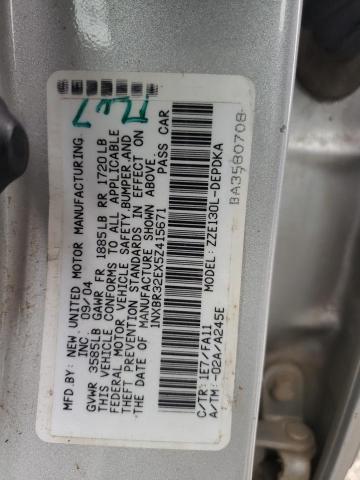 MFD.BY: NEW UNITED MOTOR MANUFACTURING
INC. 09/04
GVWR 3585LB GAWR FR 1885LB RR 1720LB
THIS VEHICLE CONFORMS TO ALL APPLICABLE
FEDERAL MOTOR VEHICLE SAFETY,BUMPER,AND
THEFT PREVENTION STANDARDS IN EFFECT ON
THE DATE OF MANUFACTURE SHOWN ABOVE.
1NXBR32EX5Z415671 PASS CAR
MODEL: ZZE130L-DEPDKA
C/TR: 1E7/FA11
A/TM: -02A/A245E
BA3580708